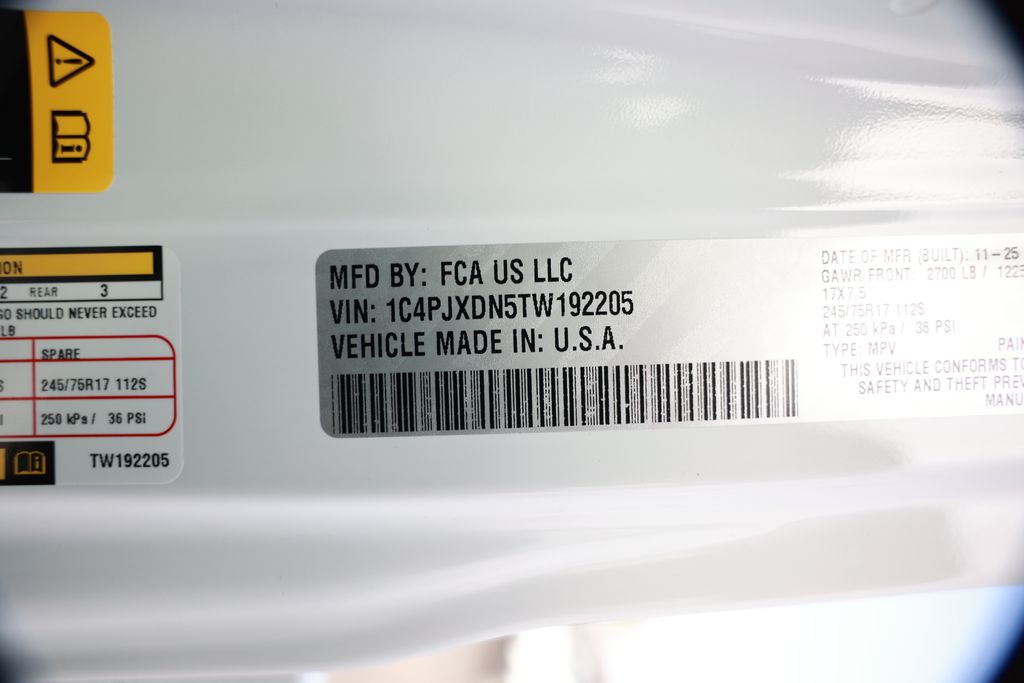 ION
2 REAR 3
GO SHOULD NEVER EXCEED
LB
SPARE
S 245/75R17 112S
I 250 kPa / 36 PSI
TW192205
MFD BY: FCA US LLC
VIN: 1C4PJXDN5TW192205
VEHICLE MADE IN: U.S.A.
DATE OF MFR (BUILT): 11-25
GAWR FRONT: 2700 LB / 1225
17X7.5
245/75R17 112S
AT 250 kPa / 36 PSI
TYPE: MPV PAIN
THIS VEHICLE CONFORMS TO
SAFETY AND THEFT PREV
MANU